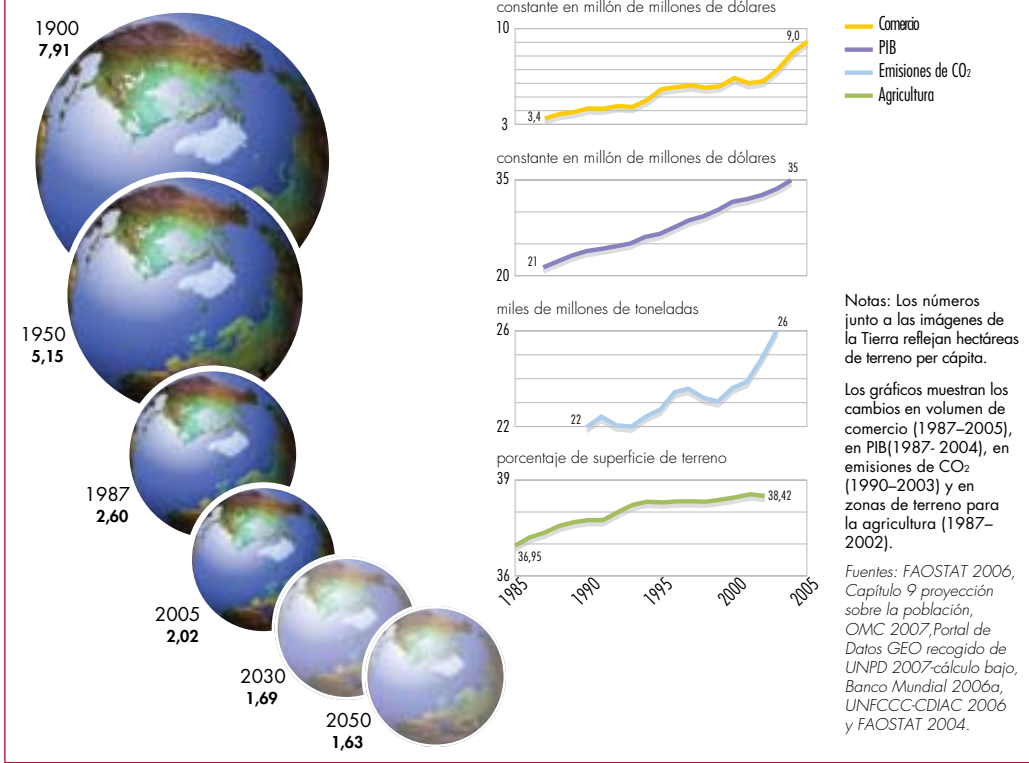 1900
7,91
1950
5,15
1987
2,60
2005
2,02
2030
1,69
2050
1,63
constante en millón de millones de dólares
10
9,0
3,4
3
constante en millón de millones de dólares
35
35
21
20
miles de millones de toneladas
26
26
22
22
porcentaje de superficie de terreno
39
38,42
36,95
36
1985
1990
1995
2000
2005
Comercio
PIB
Emisiones de CO₂
Agricultura
Notas: Los números
junto a las imágenes de
la Tierra reflejan hectáreas
de terreno per cápita.
Los gráficos muestran los
cambios en volumen de
comercio (1987–2005),
en PIB(1987- 2004), en
emisiones de CO₂
(1990–2003) y en
zonas de terreno para
la agricultura (1987–
2002).
Fuentes: FAOSTAT 2006,
Capítulo 9 proyección
sobre la población,
OMC 2007,Portal de
Datos GEO recogido de
UNPD 2007-cálculo bajo,
Banco Mundial 2006a,
UNFCCC-CDIAC 2006
y FAOSTAT 2004.